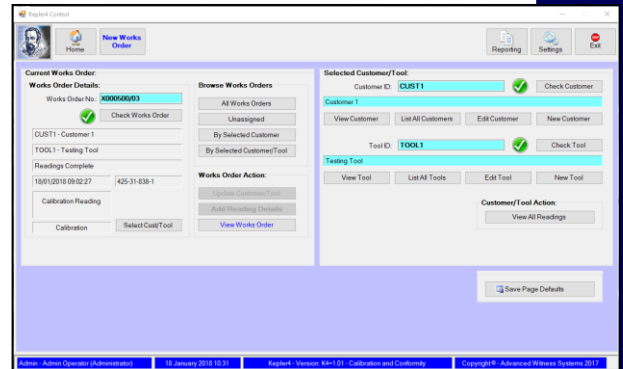 Kepler4 Control
Home
New Works
Order
Reporting
Settings
Exit
Current Works Order:
Works Order Details:
Works Order No.: X000500/03
Check Works Order
CUST1 - Customer 1
TOOL1 - Testing Tool
Readings Complete
18/01/2018 09:02:27 425-31-838-1
Calibration Reading
Calibration
Select Cust/Tool
Browse Works Orders
All Works Orders
Unassigned
By Selected Customer
By Selected Customer/Tool
Works Order Action:
Update Customer/Tool
Add Reading Details
View Works Order
Selected Customer/Tool:
Customer ID: CUST1 Check Customer
Customer 1
View Customer List All Customers Edit Customer New Customer
Tool ID: TOOL1 Check Tool
Testing Tool
View Tool List All Tools Edit Tool New Tool
Customer/Tool Action:
View All Readings
Save Page Defaults
Admin - Admin Operator (Administrator) 18 January 2018 10:31 Kepler4 - Version: K4=1.01 - Calibration and Conformity Copyright © - Advanced Witness Systems 2017